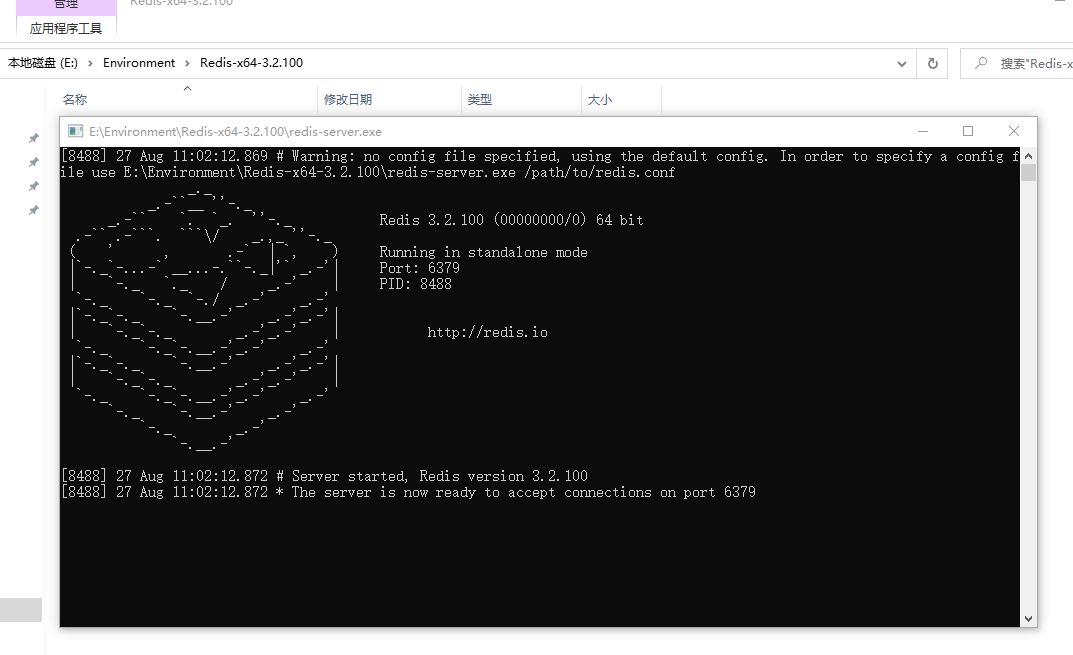 管理
Redis-x64-3.2.100
应用程序工具
本地磁盘 (E:) › Environment › Redis-x64-3.2.100
搜索"Redis-x
名称 修改日期 类型 大小
E:\Environment\Redis-x64-3.2.100\redis-server.exe
[8488] 27 Aug 11:02:12.869 # Warning: no config file specified, using the default config. In order to specify a config f
ile use E:\Environment\Redis-x64-3.2.100\redis-server.exe /path/to/redis.conf
Redis 3.2.100 (00000000/0) 64 bit
Running in standalone mode
Port: 6379
PID: 8488
http://redis.io
[8488] 27 Aug 11:02:12.872 # Server started, Redis version 3.2.100
[8488] 27 Aug 11:02:12.872 * The server is now ready to accept connections on port 6379